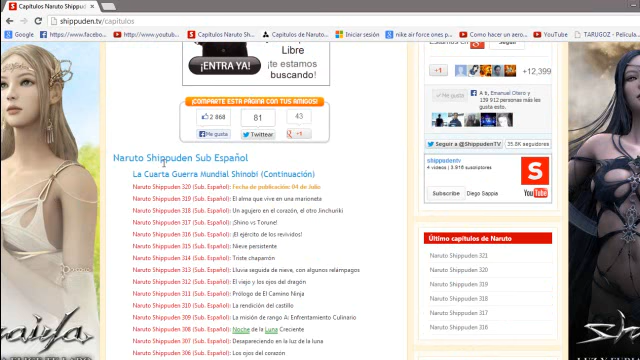 Capítulos Naruto Shippud
shippuden.tv/capitulos
Google
https://www.facebo...
http://www.youtub...
Capítulos Naruto Sh...
Capítulos de Naruto...
Iniciar sesión
nike air force ones p...
Como hacer un aero...
YouTube
TARUGOZ - Película...
Libre
¡ENTRA YA!
¡te estamos
buscando!
¡COMPARTE ESTA PÁGINA CON TUS AMIGOS!
2 868
81
43
Me gusta
Twittear
+1
Naruto Shippuden Sub Español
La Cuarta Guerra Mundial Shinobi (Continuación)
Naruto Shippuden 320 (Sub. Español): Fecha de publicación: 04 de Julio
Naruto Shippuden 319 (Sub. Español): El alma que vive en una marioneta
Naruto Shippuden 318 (Sub. Español): Un agujero en el corazón, el otro Jinchuriki
Naruto Shippuden 317 (Sub. Español): ¡Shino vs Torune!
Naruto Shippuden 316 (Sub. Español): ¡El ejército de los revividos!
Naruto Shippuden 315 (Sub. Español): Nieve persistente
Naruto Shippuden 314 (Sub. Español): Triste chaparrón
Naruto Shippuden 313 (Sub. Español): Lluvia seguida de nieve, con algunos relámpagos
Naruto Shippuden 312 (Sub. Español): El viejo y los ojos del dragón
Naruto Shippuden 311 (Sub. Español): Prólogo de El Camino Ninja
Naruto Shippuden 310 (Sub. Español): La rendición del castillo
Naruto Shippuden 309 (Sub. Español): La misión de rango A: Enfrentamiento Culinario
Naruto Shippuden 308 (Sub. Español): Noche de la Luna Creciente
Naruto Shippuden 307 (Sub. Español): Desapareciendo en la luz de la luna
Naruto Shippuden 306 (Sub. Español): Los ojos del corazón
Seguir
+1
+12,399
Me gusta
A ti, Emanuel Otero y
139 912 personas más les
gusta esto.
Seguir a @ShippudenTV
35.8K seguidores
shippudentv
4 videos | 3.916 suscriptores
Subscribe
Diego Sappia
YouTube
Último capítulos de Naruto
Naruto Shippuden 321
Naruto Shippuden 320
Naruto Shippuden 319
Naruto Shippuden 318
Naruto Shippuden 317
Naruto Shippuden 316